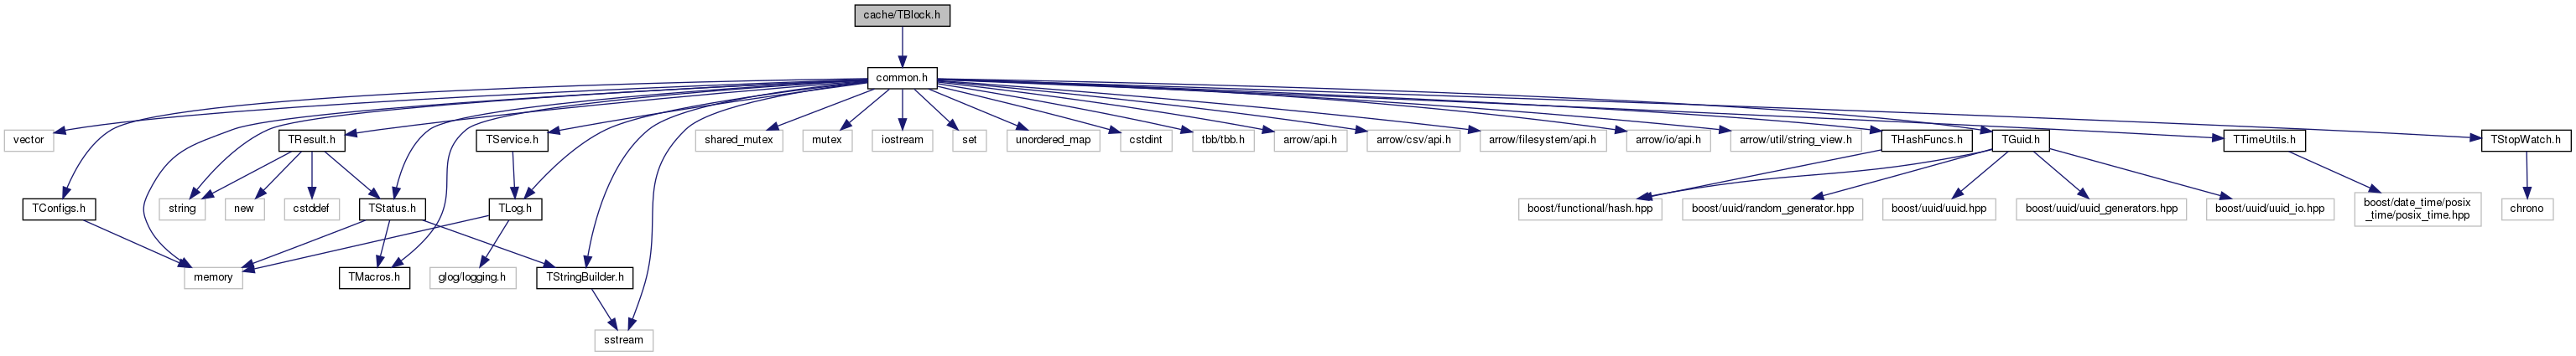 cache/TBlock.h
common.h
vector
TResult.h
TService.h
shared_mutex
mutex
iostream
set
unordered_map
cstdint
tbb/tbb.h
arrow/api.h
arrow/csv/api.h
arrow/filesystem/api.h
arrow/io/api.h
arrow/util/string_view.h
THashFuncs.h
TGuid.h
TTimeUtils.h
TStopWatch.h
TConfigs.h
string
new
cstddef
TStatus.h
TLog.h
boost/functional/hash.hpp
boost/uuid/random_generator.hpp
boost/uuid/uuid.hpp
boost/uuid/uuid_generators.hpp
boost/uuid/uuid_io.hpp
boost/date_time/posix
_time/posix_time.hpp
chrono
memory
TMacros.h
glog/logging.h
TStringBuilder.h
sstream